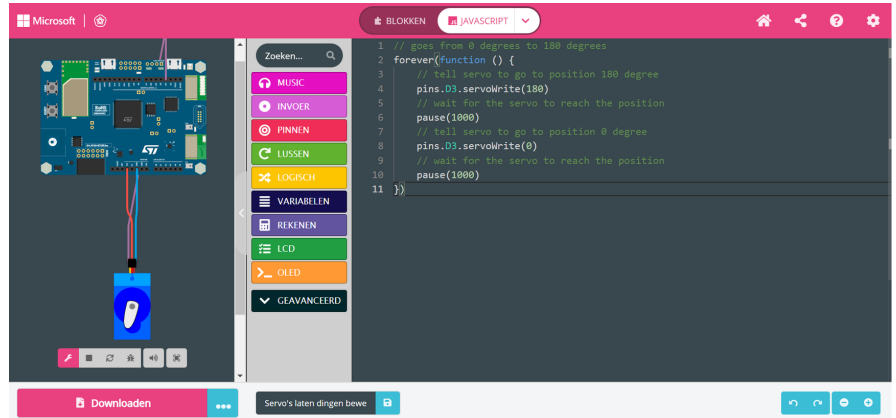 Microsoft
BLOKKEN
JAVASCRIPT
Zoeken...
MUSIC
INVOER
PINNEN
LUSSEN
LOGISCH
VARIABELEN
REKENEN
LCD
OLED
GEAVANCEERD
1 // goes from 0 degrees to 180 degrees
2 forever(function () {
3 // tell servo to go to position 180 degree
4 pins.D3.servoWrite(180)
5 // wait for the servo to reach the position
6 pause(1000)
7 // tell servo to go to position 0 degree
8 pins.D3.servoWrite(0)
9 // wait for the servo to reach the position
10 pause(1000)
11 })
Downloaden
Servo's laten dingen bewe